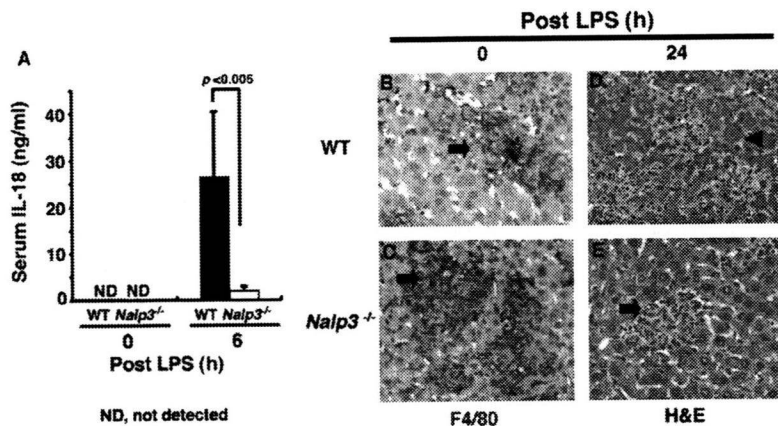 Post LPS (h)
0 24
A
p<0.005
Serum IL-18 (ng/ml)
40
30
20
10
0
ND ND
WT Nalp3-/- WT Nalp3-/-
0 6
Post LPS (h)
ND, not detected
B D
WT
C E
Nalp3 -/-
F4/80 H&E